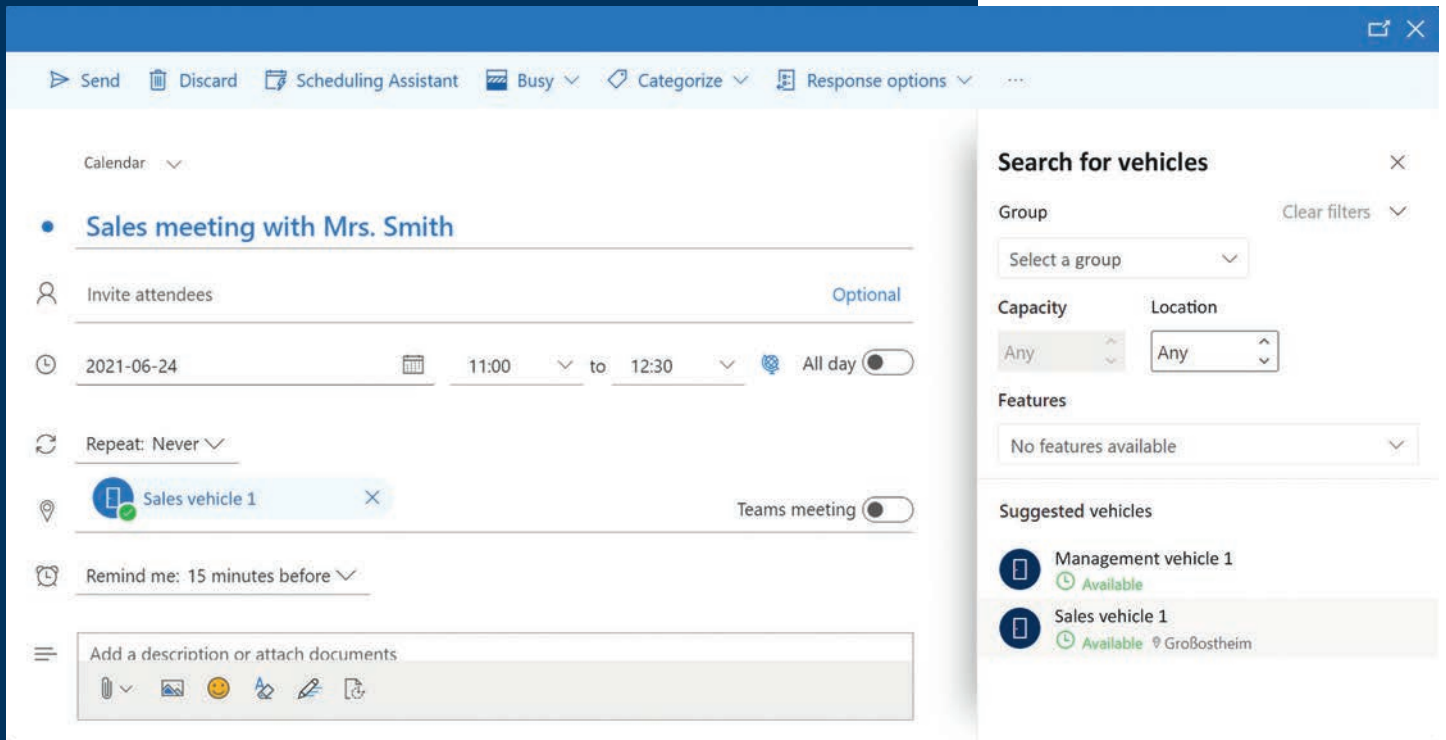 Send Discard Scheduling Assistant Busy Categorize Response options ...
Calendar
Sales meeting with Mrs. Smith
Invite attendees Optional
2021-06-24 11:00 to 12:30 All day
Repeat: Never
Sales vehicle 1
Teams meeting
Remind me: 15 minutes before
Add a description or attach documents
Search for vehicles
Group Clear filters
Select a group
Capacity Location
Any Any
Features
No features available
Suggested vehicles
Management vehicle 1
Available
Sales vehicle 1
Available Großostheim